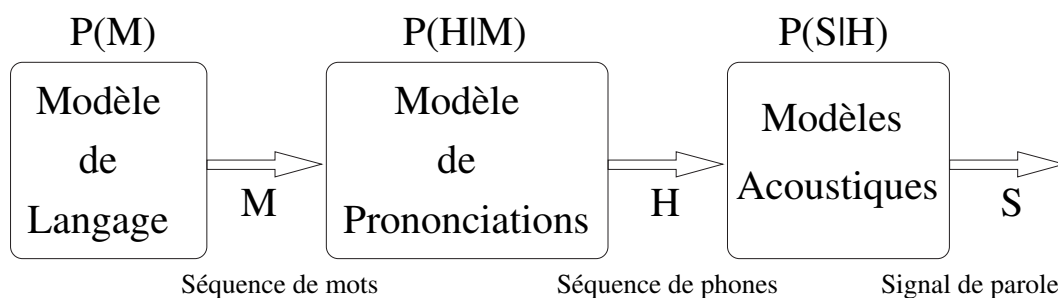 P(M)
P(H|M)
P(S|H)
Modèle
de
Langage
M
Modèle
de
Prononciations
H
Modèles
Acoustiques
S
Séquence de mots
Séquence de phones
Signal de parole